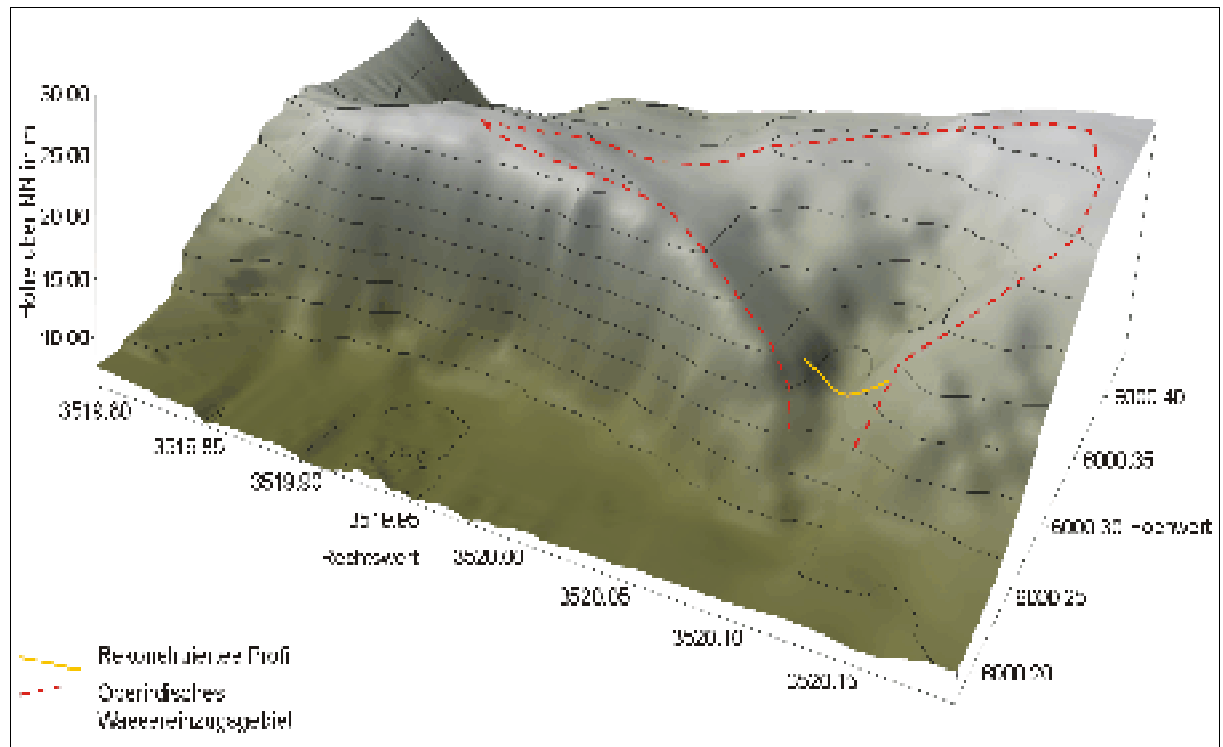 30.00
25.00
20.00
15.00
10.00
Höhe über NN in m
3519.80
3519.85
3519.90
3519.95
Rechtswert
3520.00
3520.05
3520.10
3520.15
6000.40
6000.35
6000.30 Hochwert
6000.25
6000.20
Rekonstruiertes Profil
Oberirdisches
Wassereinzugsgebiet